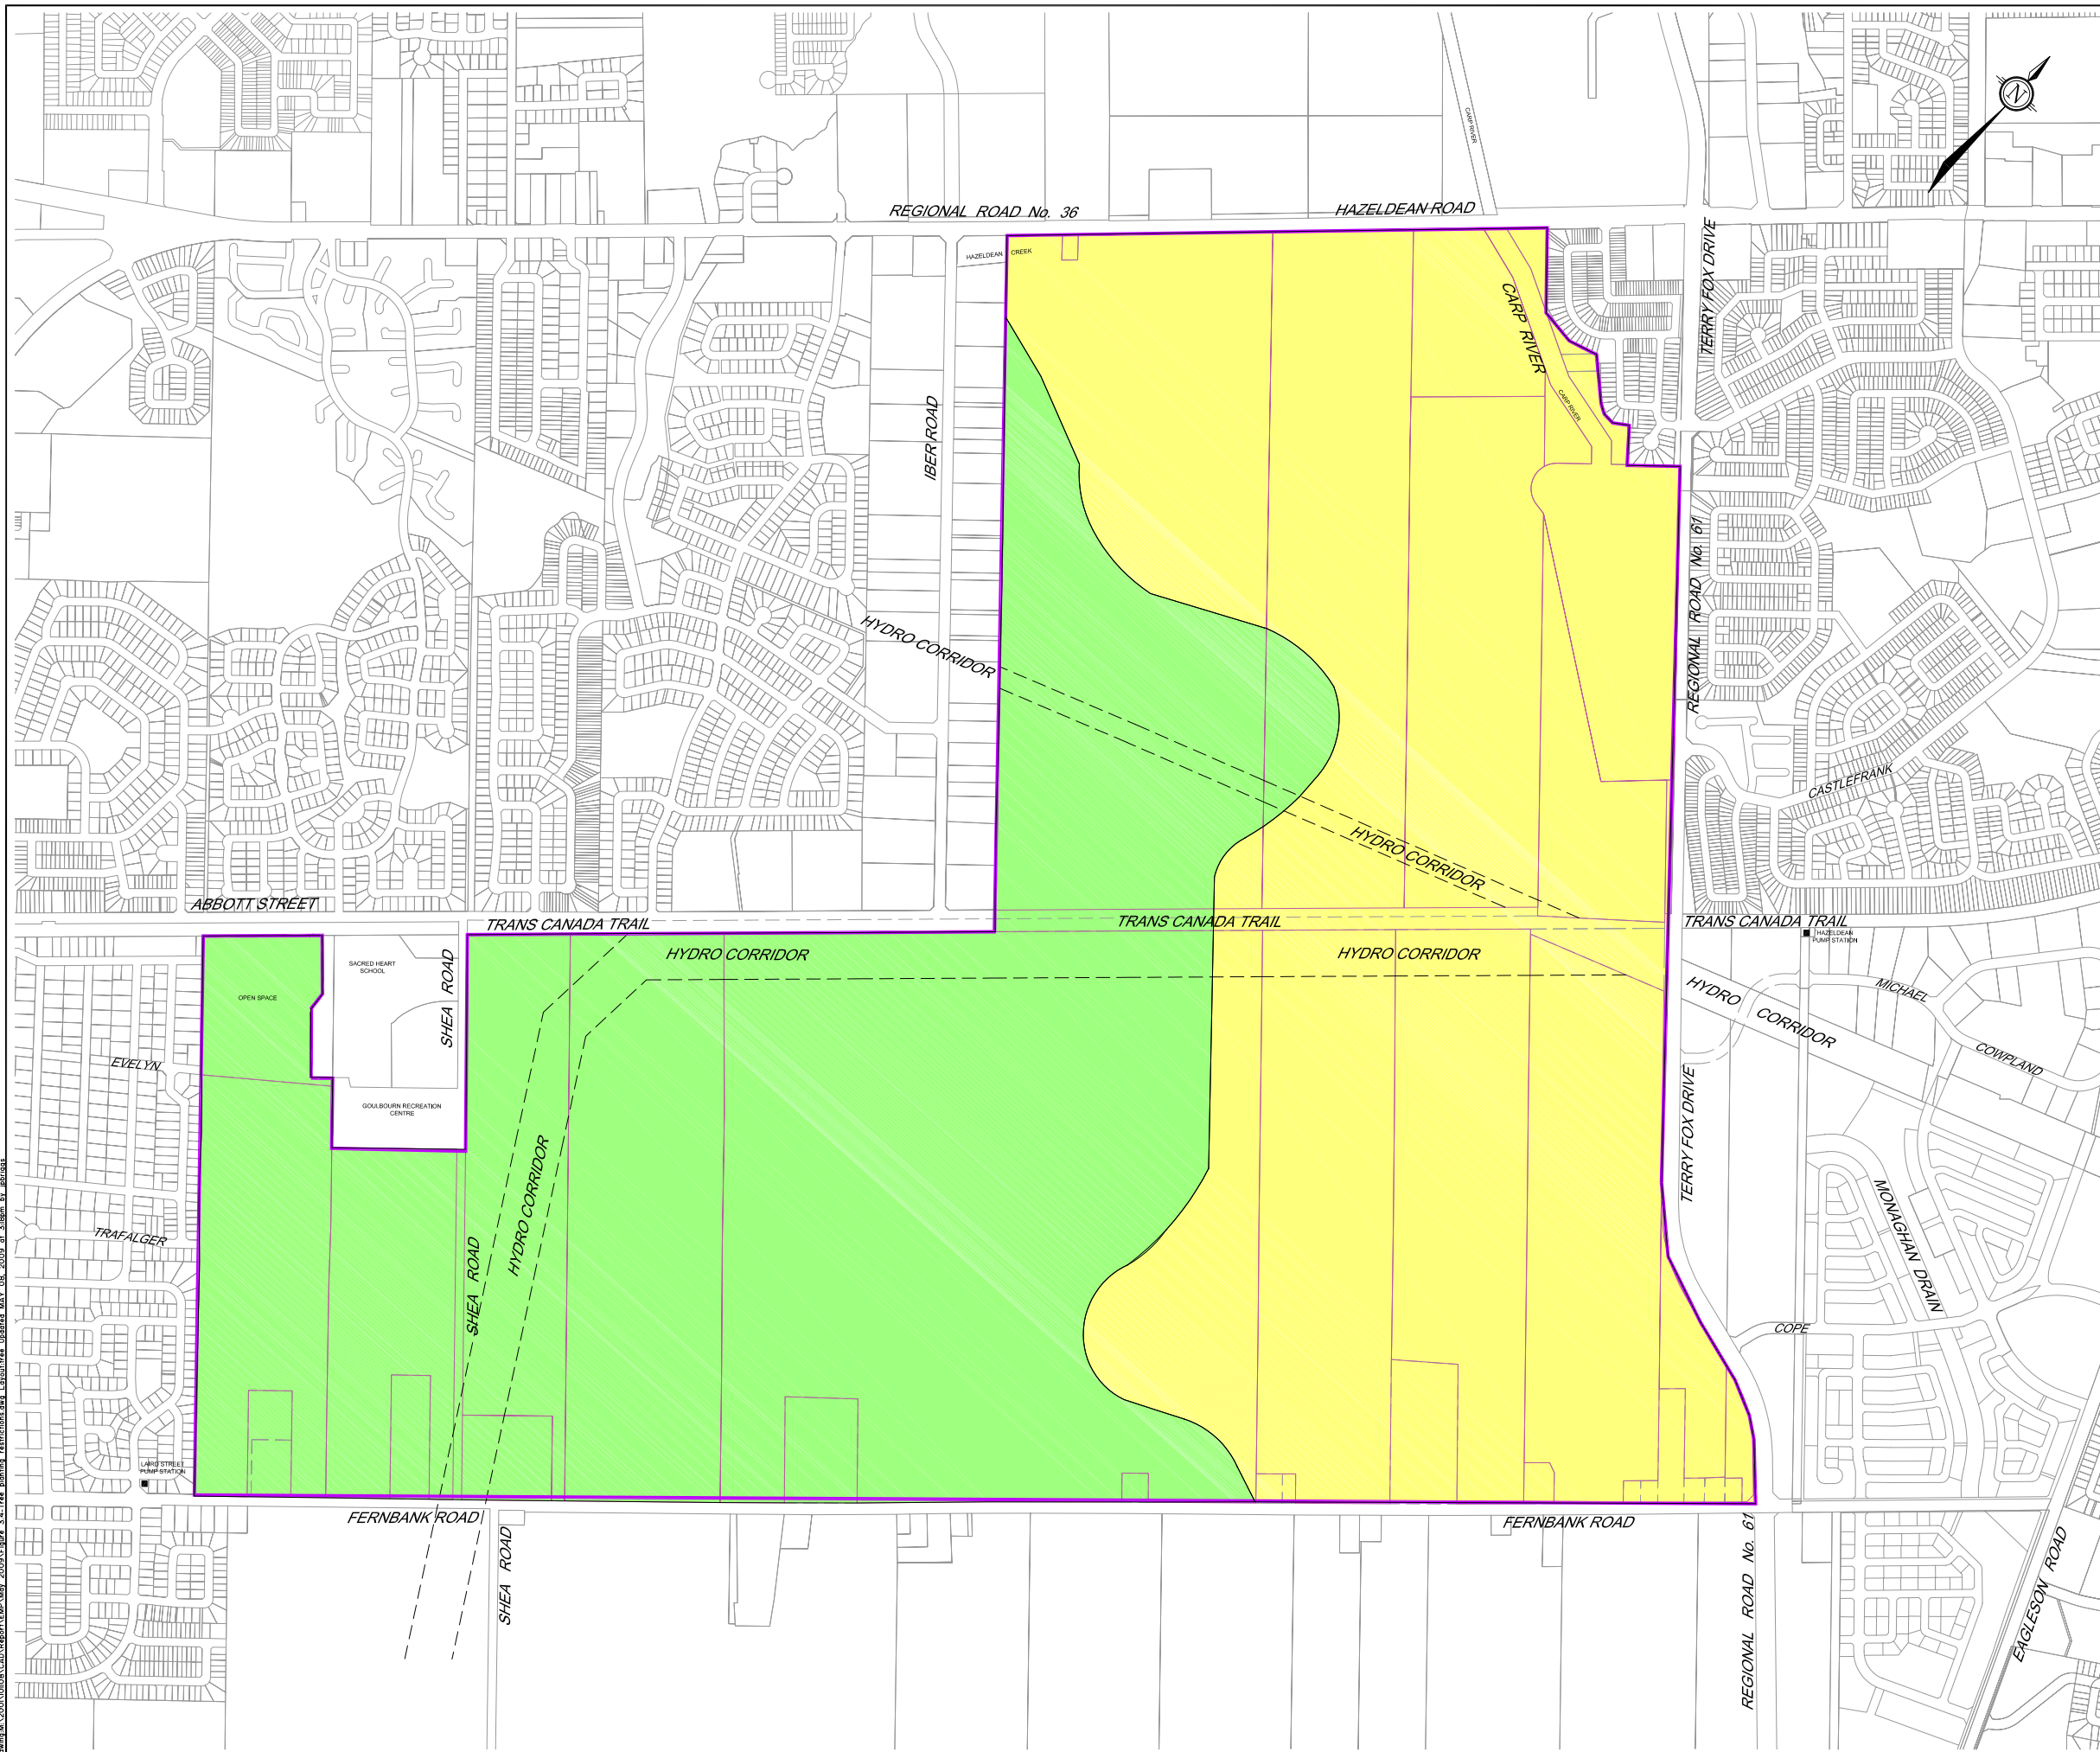 N
CARP RIVER
REGIONAL ROAD No. 36
HAZELDEAN ROAD
TERRY FOX DRIVE
HAZELDEAN CREEK
CARP RIVER
CARP RIVER
IBER ROAD
REGIONAL ROAD No. 61
HYDRO CORRIDOR
CASTLEFRANK
HYDRO CORRIDOR
ABBOTT STREET
TRANS CANADA TRAIL
TRANS CANADA TRAIL
TRANS CANADA TRAIL
HAZELDEAN
PUMP STATION
SACRED HEART
SCHOOL
SHEA ROAD
HYDRO CORRIDOR
HYDRO CORRIDOR
OPEN SPACE
HYDRO CORRIDOR
MICHAEL
COWPLAND
EVELYN
GOULBOURN RECREATION
CENTRE
TERRY FOX DRIVE
HYDRO CORRIDOR
MONAGHAN DRAIN
TRAFALGER
SHEA ROAD
COPE
LAIRD STREET
PUMP STATION
FERNBANK ROAD
FERNBANK ROAD
SHEA ROAD
REGIONAL ROAD No. 61
EAGLESON ROAD